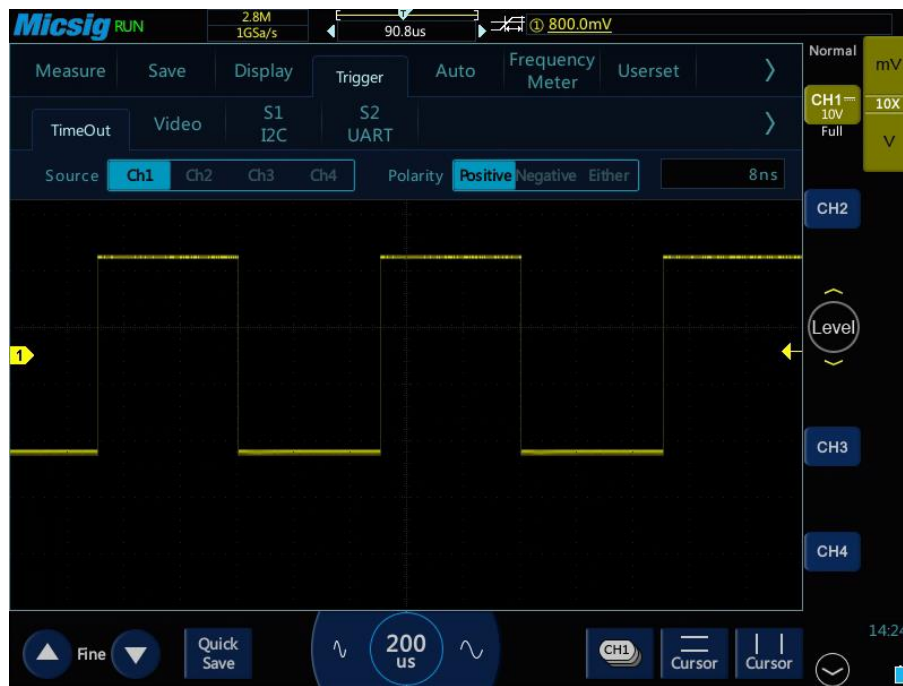 Micsig RUN
2.8M
1GSa/s
T
90.8us
① 800.0mV
Measure Save Display Trigger Auto Frequency Meter Userset
TimeOut Video S1 I2C S2 UART
Source Ch1 Ch2 Ch3 Ch4 Polarity Positive Negative Either 8ns
Normal
CH1
10V
Full
mV
10X
V
CH2
1
Level
CH3
CH4
Fine
Quick
Save
200
us
CH1
Cursor
Cursor
14:24